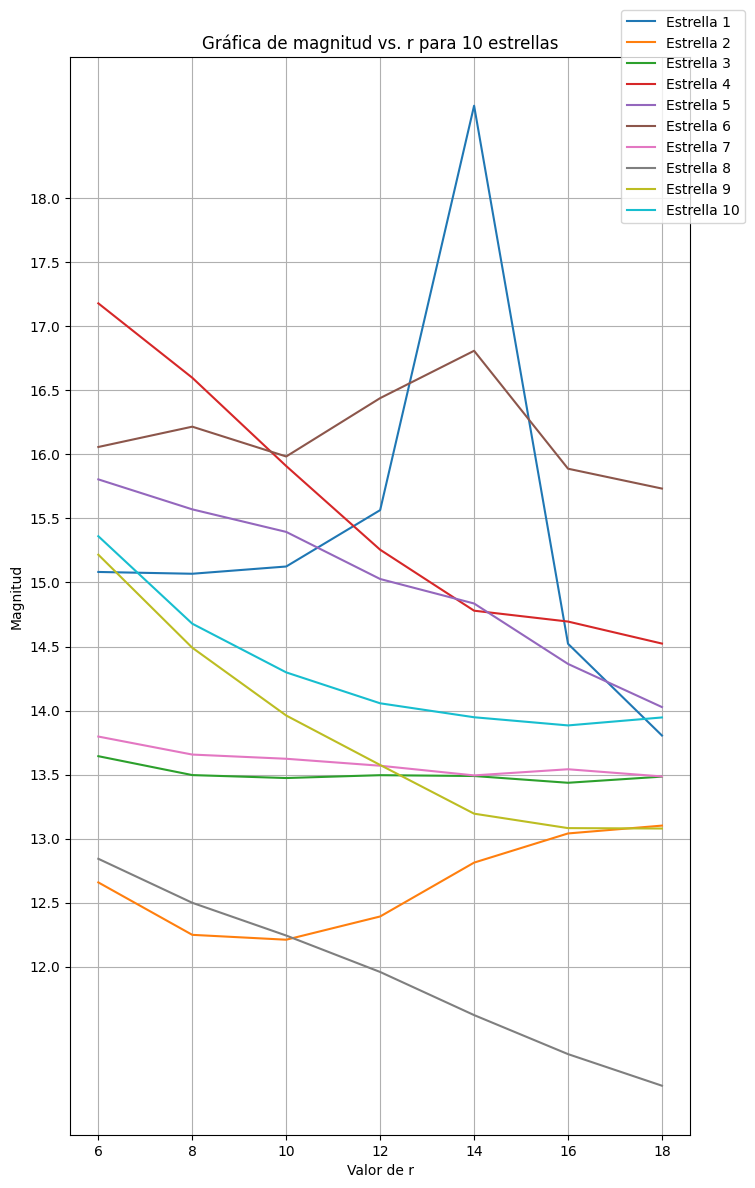 Gráfica de magnitud vs. r para 10 estrellas
Estrella 1
Estrella 2
Estrella 3
Estrella 4
Estrella 5
Estrella 6
Estrella 7
Estrella 8
Estrella 9
Estrella 10
18.0
17.5
17.0
16.5
16.0
15.5
15.0
14.5
14.0
13.5
13.0
12.5
12.0
Magnitud
6 8 10 12 14 16 18
Valor de r